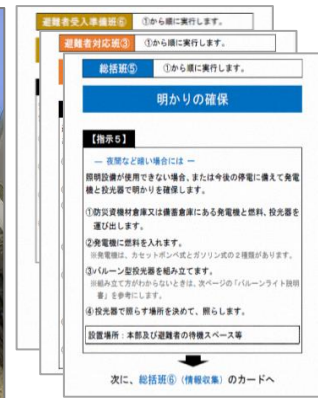 避難者受入準備班⑥ ①から順に実行します。
避難者対応班③ ①から順に実行します。
総括班⑤ ①から順に実行します。
明かりの確保
【指示5】
― 夜間など暗い場合には ―
照明設備が使用できない場合、または今後の停電に備えて発電
機と投光器で明かりを確保します。
①防災資機材倉庫又は備蓄倉庫にある発電機と燃料、投光器を
運び出します。
②発電機に燃料を入れます。
※発電機は、カセットボンベ式とガソリン式の2種類があります。
③バルーン型投光器を組み立てます。
※組み立て方がわからないときは、次ページの「バルーンライト説明
書」を参考にします。
④投光器で照らす場所を決めて、照らします。
設置場所:本部及び避難者の待機スペース等
次に、総括班⑥（情報収集）のカードへ